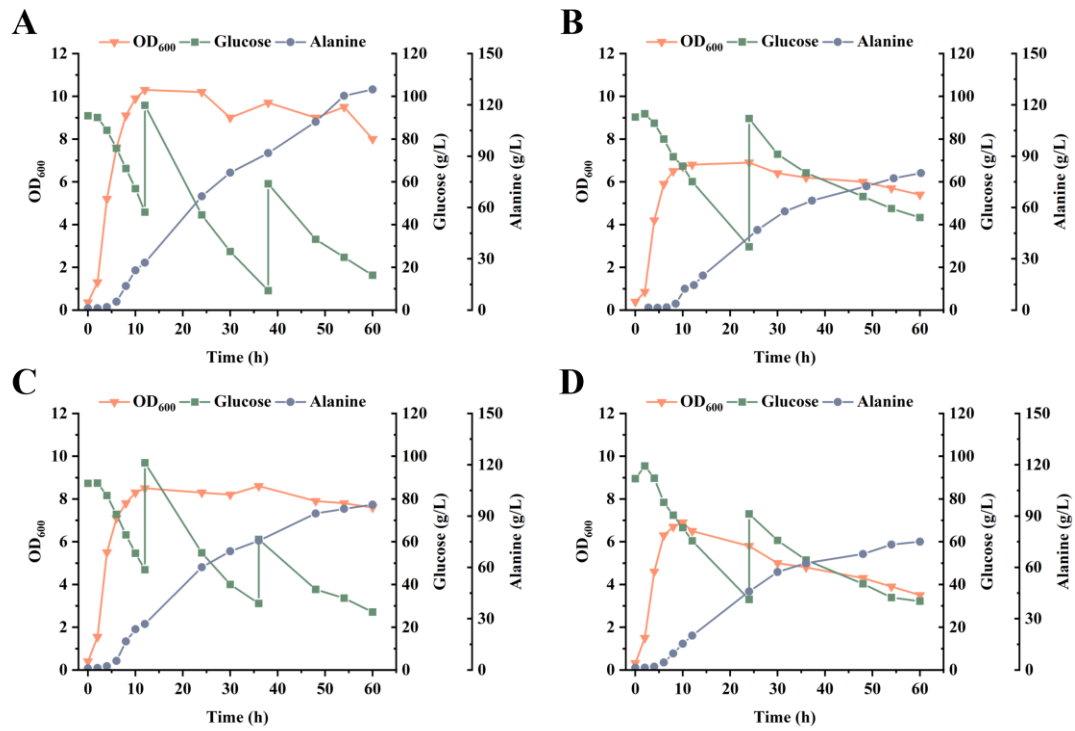 A
OD600 Glucose Alanine
12 120 150
10 100 120
8 80 90
6 60 60
4 40 30
2 20 0
0 0
0 10 20 30 40 50 60
OD600
Glucose (g/L)
Alanine (g/L)
Time (h)
B
OD600 Glucose Alanine
12 120 150
10 100 120
8 80 90
6 60 60
4 40 30
2 20 0
0 0
0 10 20 30 40 50 60
OD600
Glucose (g/L)
Alanine (g/L)
Time (h)
C
OD600 Glucose Alanine
12 120 150
10 100 120
8 80 90
6 60 60
4 40 30
2 20 0
0 0
0 10 20 30 40 50 60
OD600
Glucose (g/L)
Alanine (g/L)
Time (h)
D
OD600 Glucose Alanine
12 120 150
10 100 120
8 80 90
6 60 60
4 40 30
2 20 0
0 0
0 10 20 30 40 50 60
OD600
Glucose (g/L)
Alanine (g/L)
Time (h)